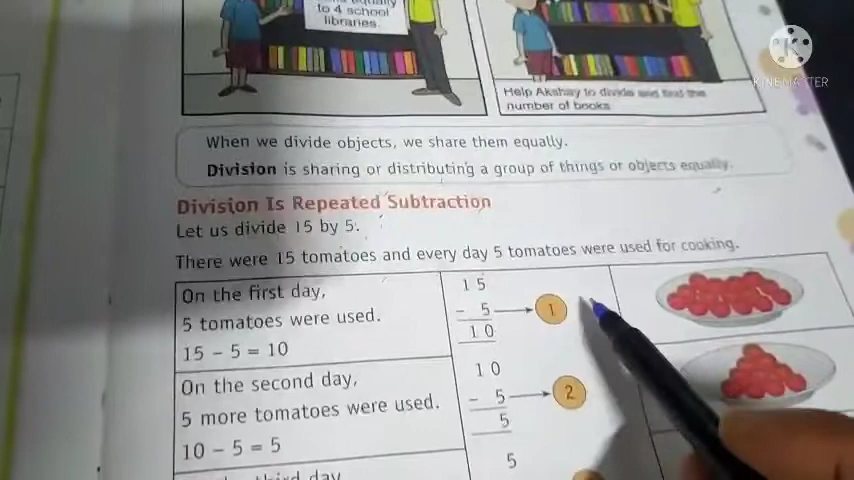 to 4 school
libraries.
KINEMASTER
Help Akshay to divide and find the
number of books
When we divide objects, we share them equally.
Division is sharing or distributing a group of things or objects equally.
Division Is Repeated Subtraction
Let us divide 15 by 5.
There were 15 tomatoes and every day 5 tomatoes were used for cooking.
On the first day,
5 tomatoes were used.
15 – 5 = 10
1 5
– 5
1
1 0
On the second day,
5 more tomatoes were used.
10 – 5 = 5
1 0
– 5
2
5
5